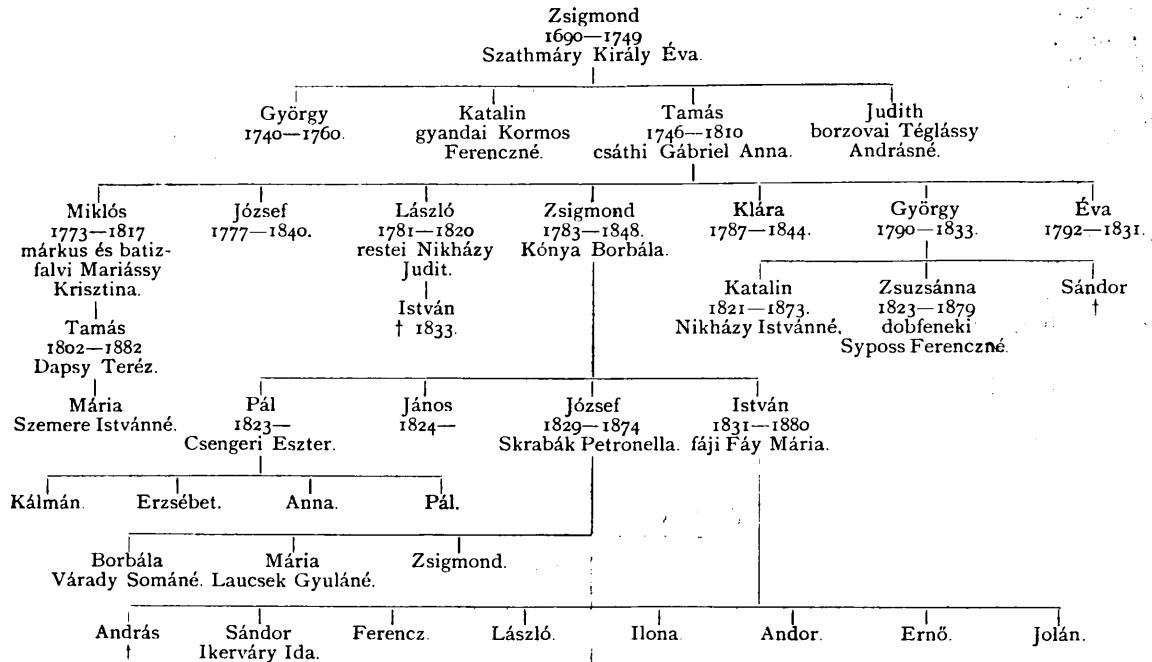 Zsigmond
1690—1749
Szathmáry Király Éva.
György
1740—1760.
Katalin
gyandai Kormos
Ferenczné.
Tamás
1746—1810
csáthi Gábriel Anna.
Judith
borzovai Téglássy
Andrásné.
Miklós
1773—1817
márkus és batiz-
falvi Mariássy
Krisztina.
József
1777—1840.
László
1781—1820
restei Nikházy
Judit.
Zsigmond
1783—1848.
Kónya Borbála.
Klára
1787—1844.
György
1790—1833.
Éva
1792—1831.
Tamás
1802—1882
Dapsy Teréz.
István
† 1833.
Katalin
1821—1873.
Nikházy Istvánné.
Zsuzsánna
1823—1879
dobfeneki
Syposs Ferenczné.
Sándor
†
Mária
Szemere Istvánné.
Pál
1823—
Csengeri Eszter.
János
1824—
József
1829—1874
Skrabák Petronella.
István
1831—1880
fáji Fáy Mária.
Kálmán.
Erzsébet.
Anna.
Pál.
Borbála
Várady Sománé.
Mária
Laucsek Gyuláné.
Zsigmond.
András
†
Sándor
Ikerváry Ida.
Ferencz.
László.
Ilona.
Andor.
Ernő.
Jolán.